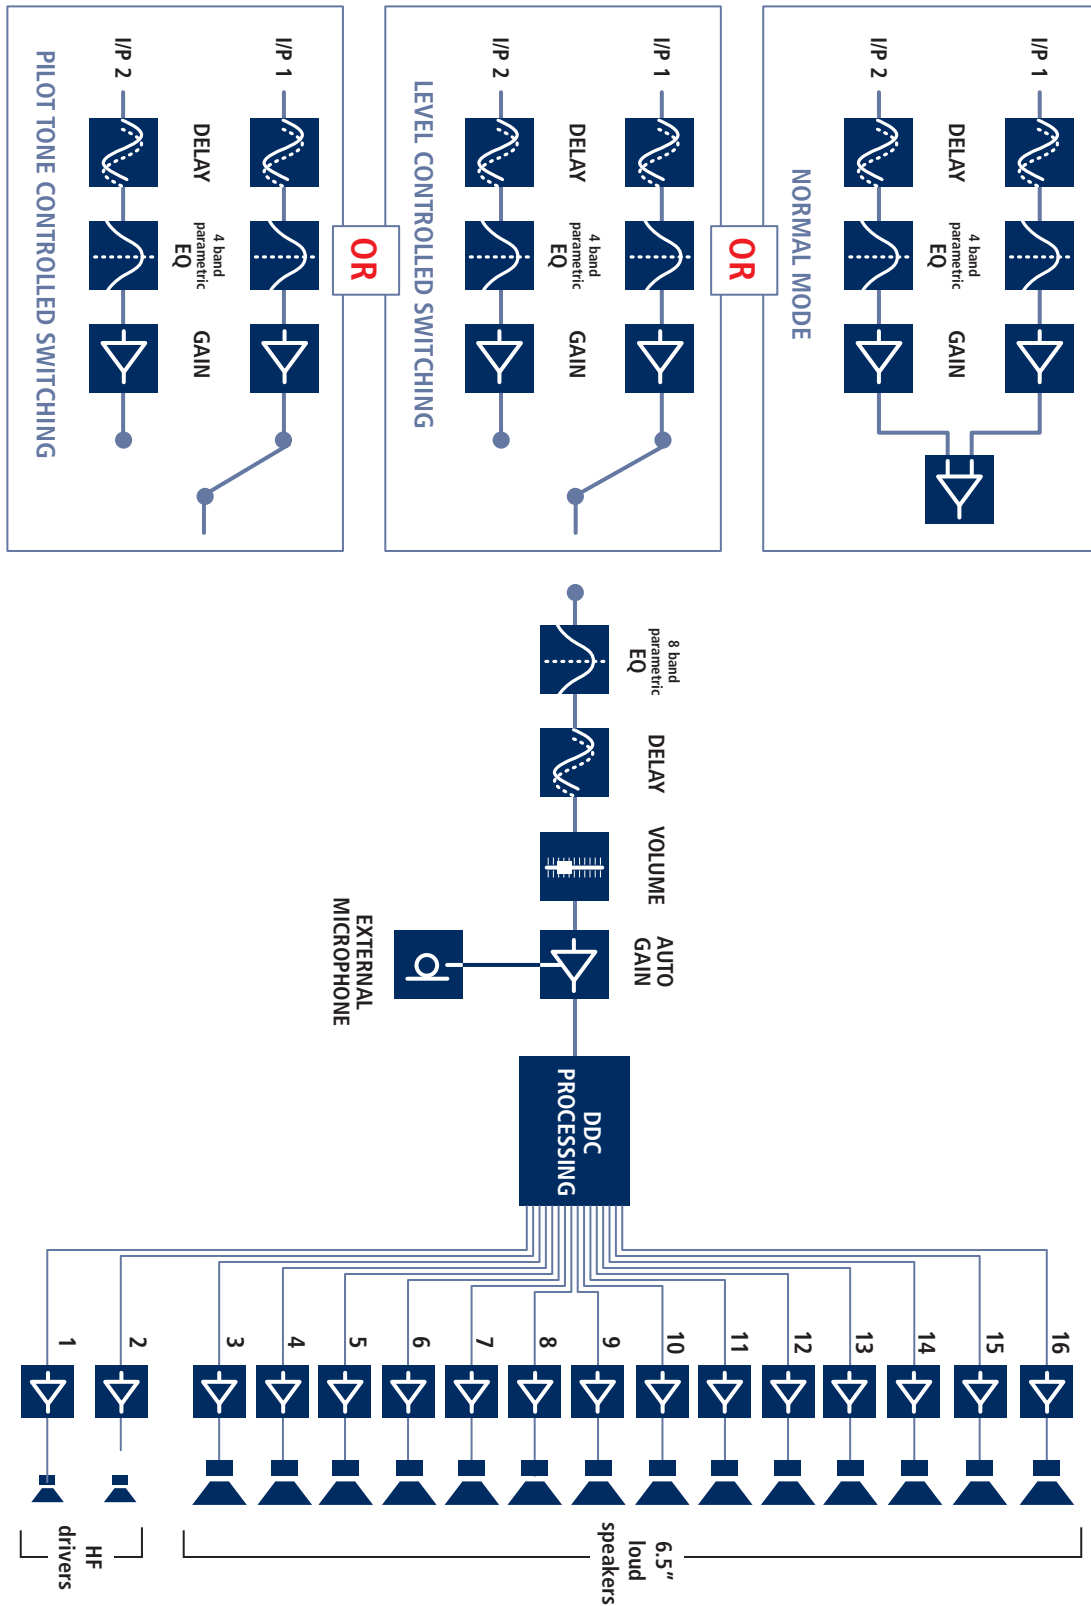 I/P 1
I/P 2
DELAY
4 band
parametric
EQ
GAIN
NORMAL MODE
OR
I/P 1
I/P 2
DELAY
4 band
parametric
EQ
GAIN
LEVEL CONTROLLED SWITCHING
OR
I/P 1
I/P 2
DELAY
4 band
parametric
EQ
GAIN
PILOT TONE CONTROLLED SWITCHING
8 band
parametric
EQ
DELAY
VOLUME
AUTO
GAIN
EXTERNAL
MICROPHONE
DDC
PROCESSING
16
15
14
13
12
11
10
9
8
7
6
5
4
3
2
1
6.5"
loud
speakers
HF
drivers